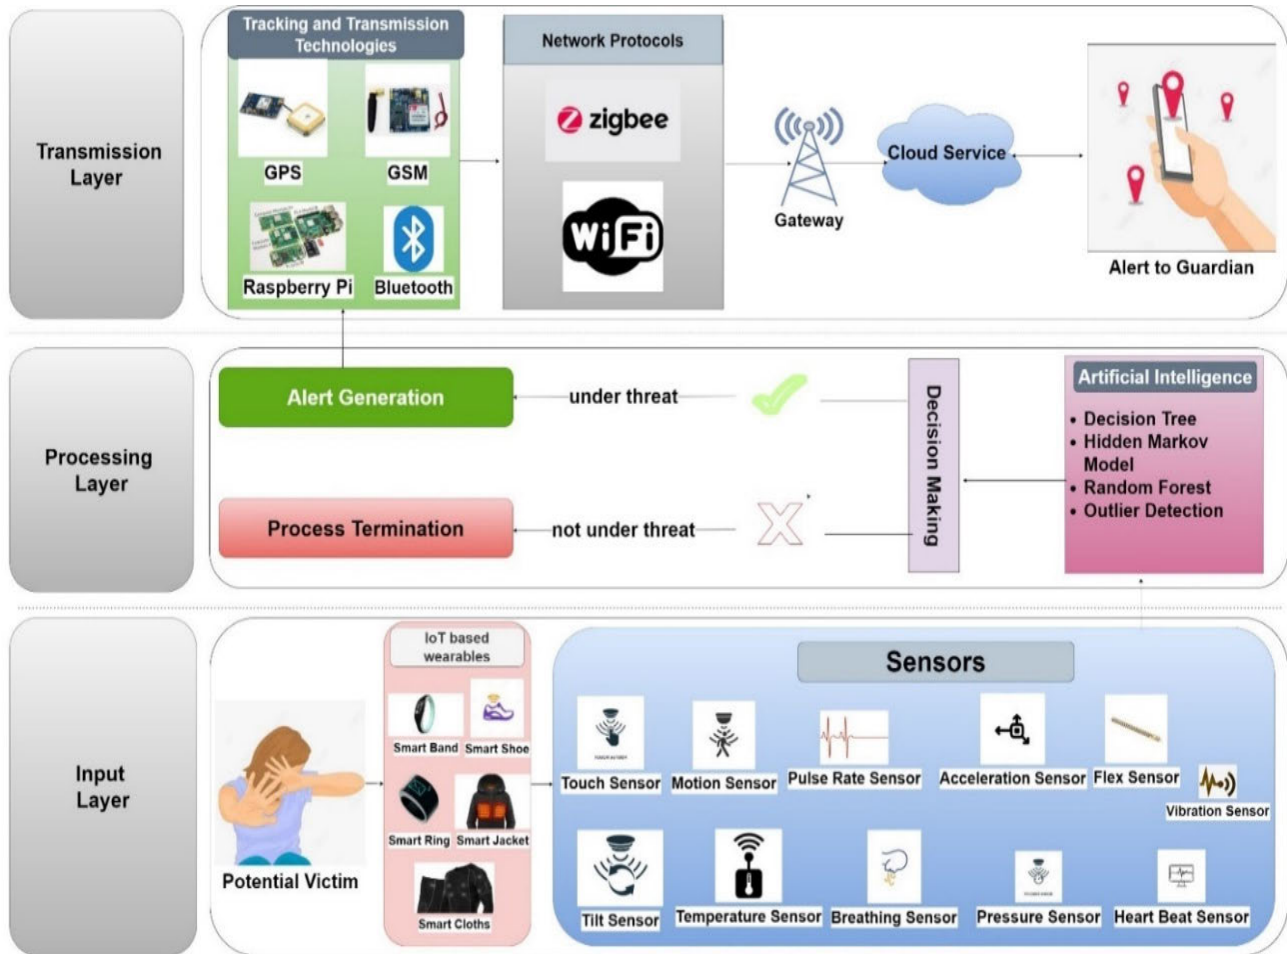 Transmission
Layer
Tracking and Transmission
Technologies
GPS
GSM
Raspberry Pi
Bluetooth
Network Protocols
zigbee
WiFi
Gateway
Cloud Service
Alert to Guardian
Processing
Layer
Alert Generation
under threat
Process Termination
not under threat
Decision Making
Artificial Intelligence
• Decision Tree
• Hidden Markov
Model
• Random Forest
• Outlier Detection
Input
Layer
Potential Victim
IoT based
wearables
Smart Band
Smart Shoe
Smart Ring
Smart Jacket
Smart Cloths
Sensors
Touch Sensor
Motion Sensor
Pulse Rate Sensor
Acceleration Sensor
Flex Sensor
Vibration Sensor
Tilt Sensor
Temperature Sensor
Breathing Sensor
Pressure Sensor
Heart Beat Sensor